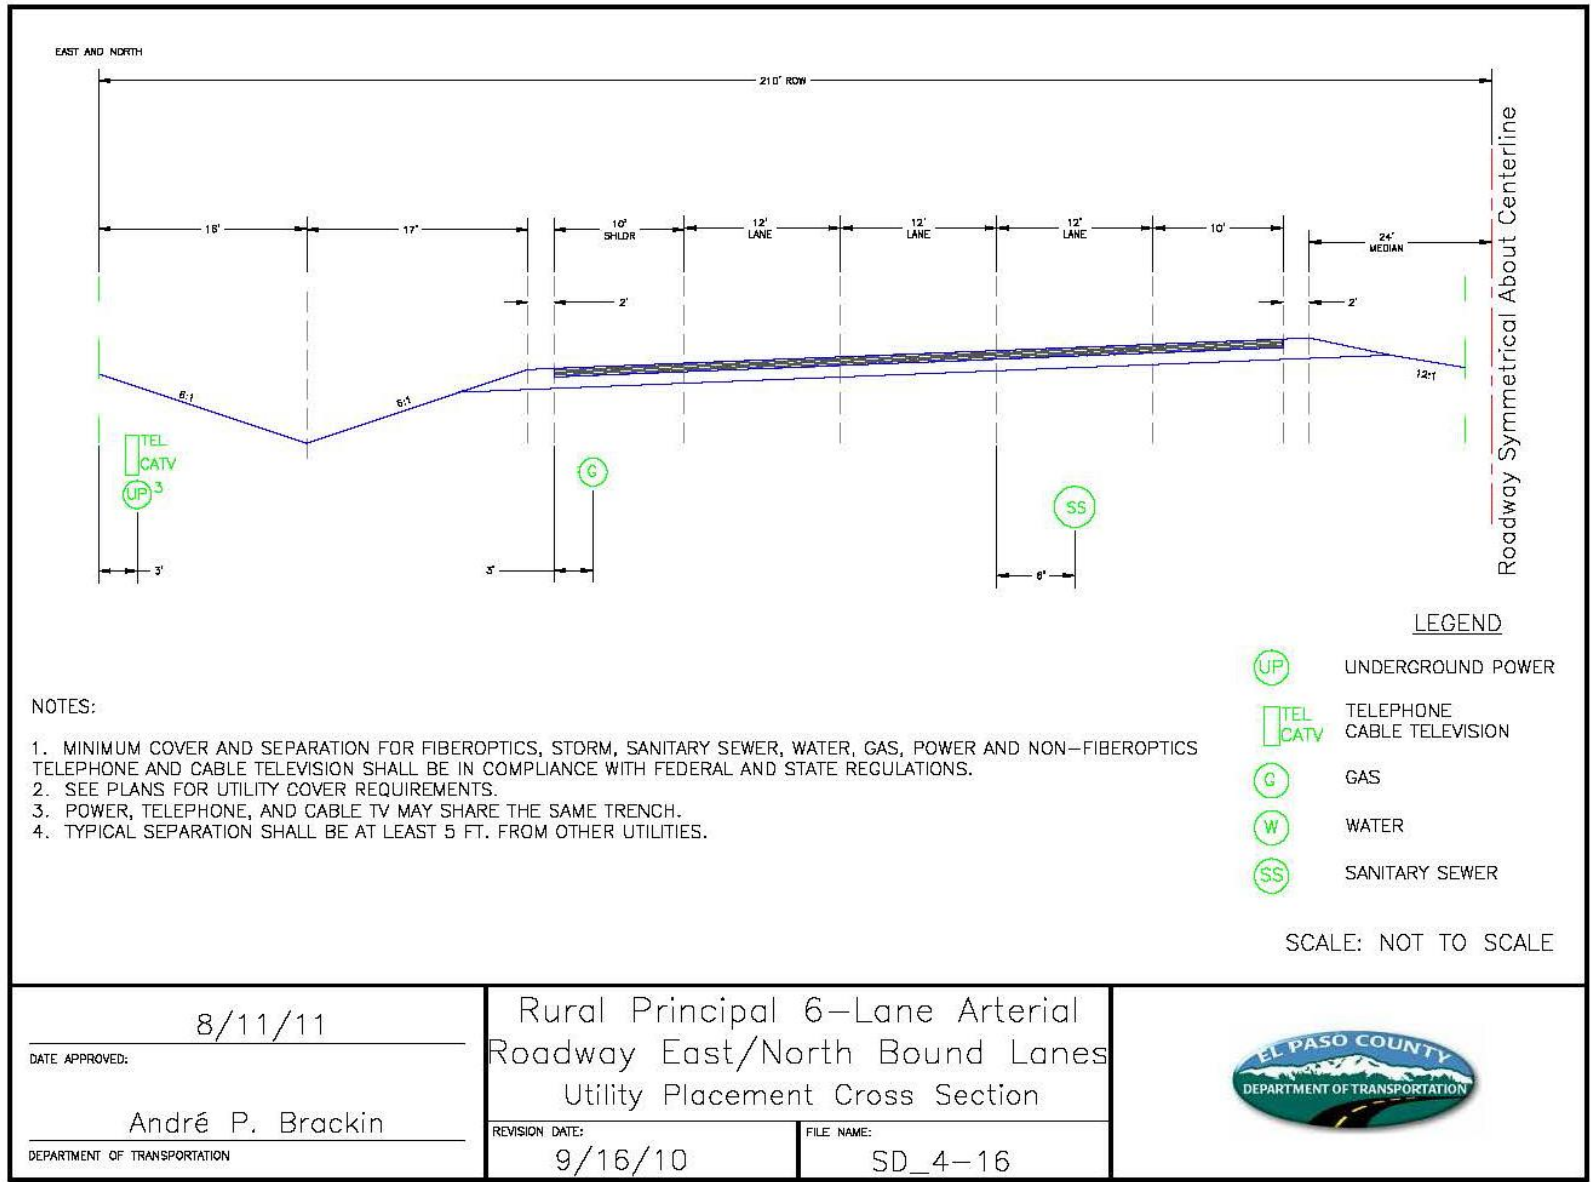 EAST AND NORTH
210' ROW
16' 17' 10' SHLDR 12' LANE 12' LANE 12' LANE 10' 24' MEDIAN
2' 2'
6:1 6:1 12:1
TEL
CATV
UP 3
G
SS
3' 3' 6'
Roadway Symmetrical About Centerline
LEGEND
UP UNDERGROUND POWER
TEL CATV TELEPHONE
CABLE TELEVISION
G GAS
W WATER
SS SANITARY SEWER
SCALE: NOT TO SCALE
NOTES:
1. MINIMUM COVER AND SEPARATION FOR FIBEROPTICS, STORM, SANITARY SEWER, WATER, GAS, POWER AND NON-FIBEROPTICS
TELEPHONE AND CABLE TELEVISION SHALL BE IN COMPLIANCE WITH FEDERAL AND STATE REGULATIONS.
2. SEE PLANS FOR UTILITY COVER REQUIREMENTS.
3. POWER, TELEPHONE, AND CABLE TV MAY SHARE THE SAME TRENCH.
4. TYPICAL SEPARATION SHALL BE AT LEAST 5 FT. FROM OTHER UTILITIES.
8/11/11
DATE APPROVED:
André P. Brackin
DEPARTMENT OF TRANSPORTATION
Rural Principal 6-Lane Arterial
Roadway East/North Bound Lanes
Utility Placement Cross Section
REVISION DATE:
9/16/10
FILE NAME:
SD_4-16
EL PASO COUNTY
DEPARTMENT OF TRANSPORTATION